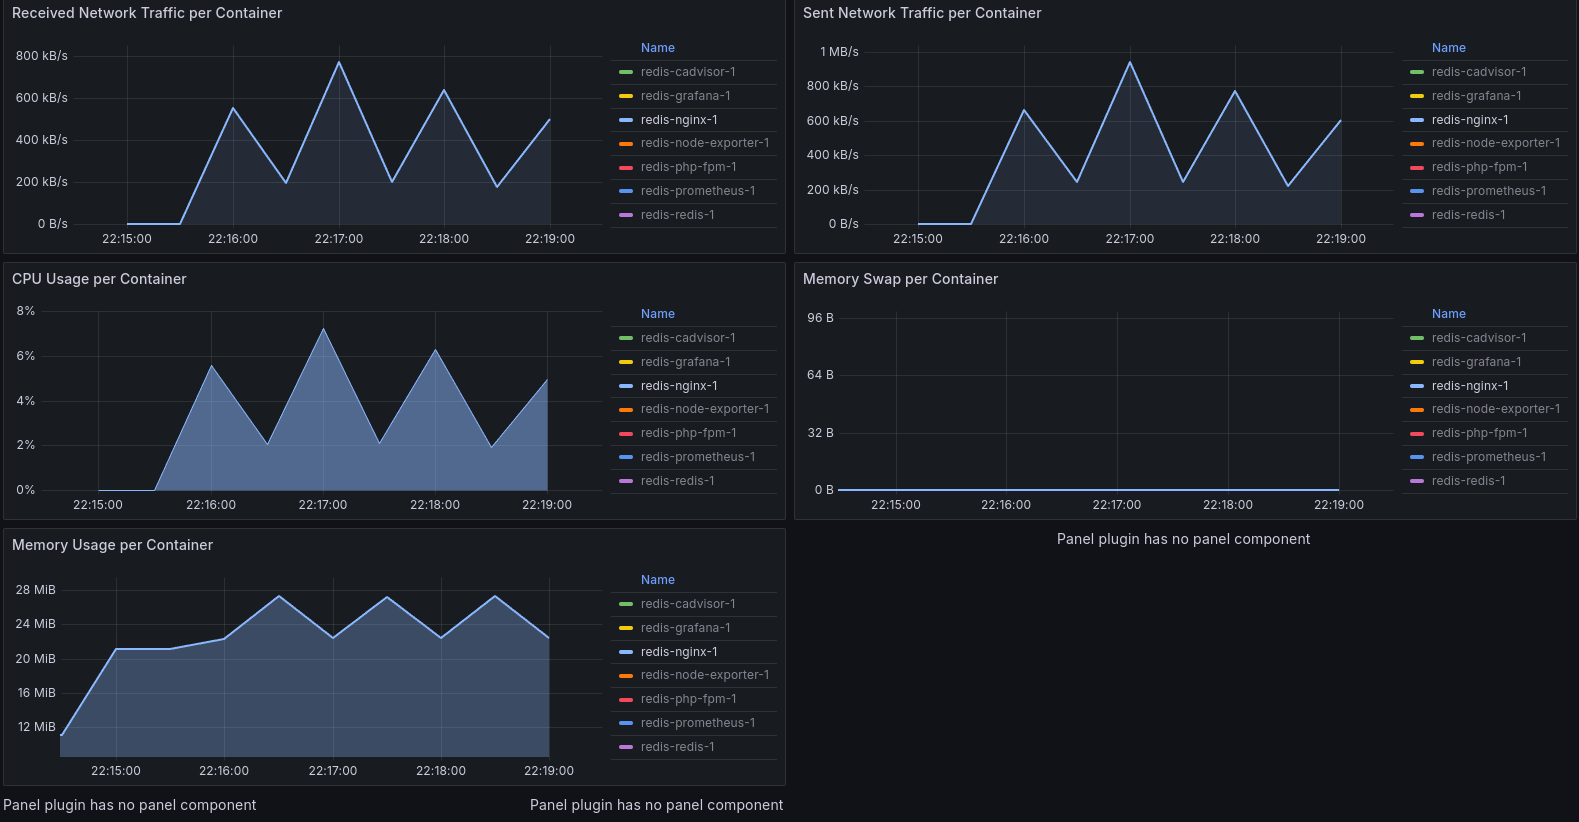 Received Network Traffic per Container
800 kB/s
600 kB/s
400 kB/s
200 kB/s
0 B/s
22:15:00 22:16:00 22:17:00 22:18:00 22:19:00
Name
redis-cadvisor-1
redis-grafana-1
redis-nginx-1
redis-node-exporter-1
redis-php-fpm-1
redis-prometheus-1
redis-redis-1
Sent Network Traffic per Container
1 MB/s
800 kB/s
600 kB/s
400 kB/s
200 kB/s
0 B/s
22:15:00 22:16:00 22:17:00 22:18:00 22:19:00
Name
redis-cadvisor-1
redis-grafana-1
redis-nginx-1
redis-node-exporter-1
redis-php-fpm-1
redis-prometheus-1
redis-redis-1
CPU Usage per Container
8%
6%
4%
2%
0%
22:15:00 22:16:00 22:17:00 22:18:00 22:19:00
Name
redis-cadvisor-1
redis-grafana-1
redis-nginx-1
redis-node-exporter-1
redis-php-fpm-1
redis-prometheus-1
redis-redis-1
Memory Swap per Container
96 B
64 B
32 B
0 B
22:15:00 22:16:00 22:17:00 22:18:00 22:19:00
Name
redis-cadvisor-1
redis-grafana-1
redis-nginx-1
redis-node-exporter-1
redis-php-fpm-1
redis-prometheus-1
redis-redis-1
Memory Usage per Container
28 MiB
24 MiB
20 MiB
16 MiB
12 MiB
22:15:00 22:16:00 22:17:00 22:18:00 22:19:00
Name
redis-cadvisor-1
redis-grafana-1
redis-nginx-1
redis-node-exporter-1
redis-php-fpm-1
redis-prometheus-1
redis-redis-1
Panel plugin has no panel component
Panel plugin has no panel component
Panel plugin has no panel component